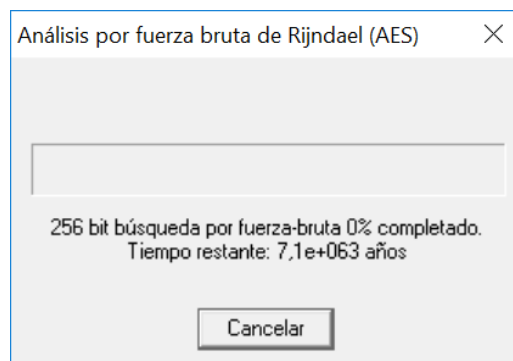 Análisis por fuerza bruta de Rijndael (AES)
256 bit búsqueda por fuerza-bruta 0% completado.
Tiempo restante: 7,1e+063 años
Cancelar